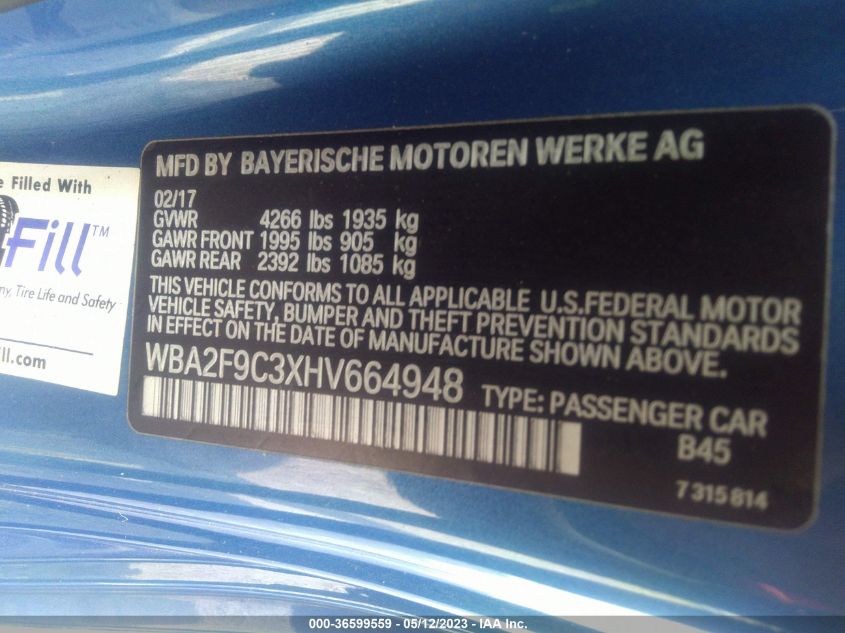 MFD BY BAYERISCHE MOTOREN WERKE AG
02/17
GVWR 4266 lbs 1935 kg
GAWR FRONT 1995 lbs 905 kg
GAWR REAR 2392 lbs 1085 kg
THIS VEHICLE CONFORMS TO ALL APPLICABLE U.S.FEDERAL MOTOR
VEHICLE SAFETY, BUMPER AND THEFT PREVENTION STANDARDS
IN EFFECT ON THE DATE OF MANUFACTURE SHOWN ABOVE.
WBA2F9C3XHV664948 TYPE: PASSENGER CAR
B45
7 315 814
e Filled With
Fill™
ny, Tire Life and Safety
ll.com
000-36599559 - 05/12/2023 - IAA Inc.